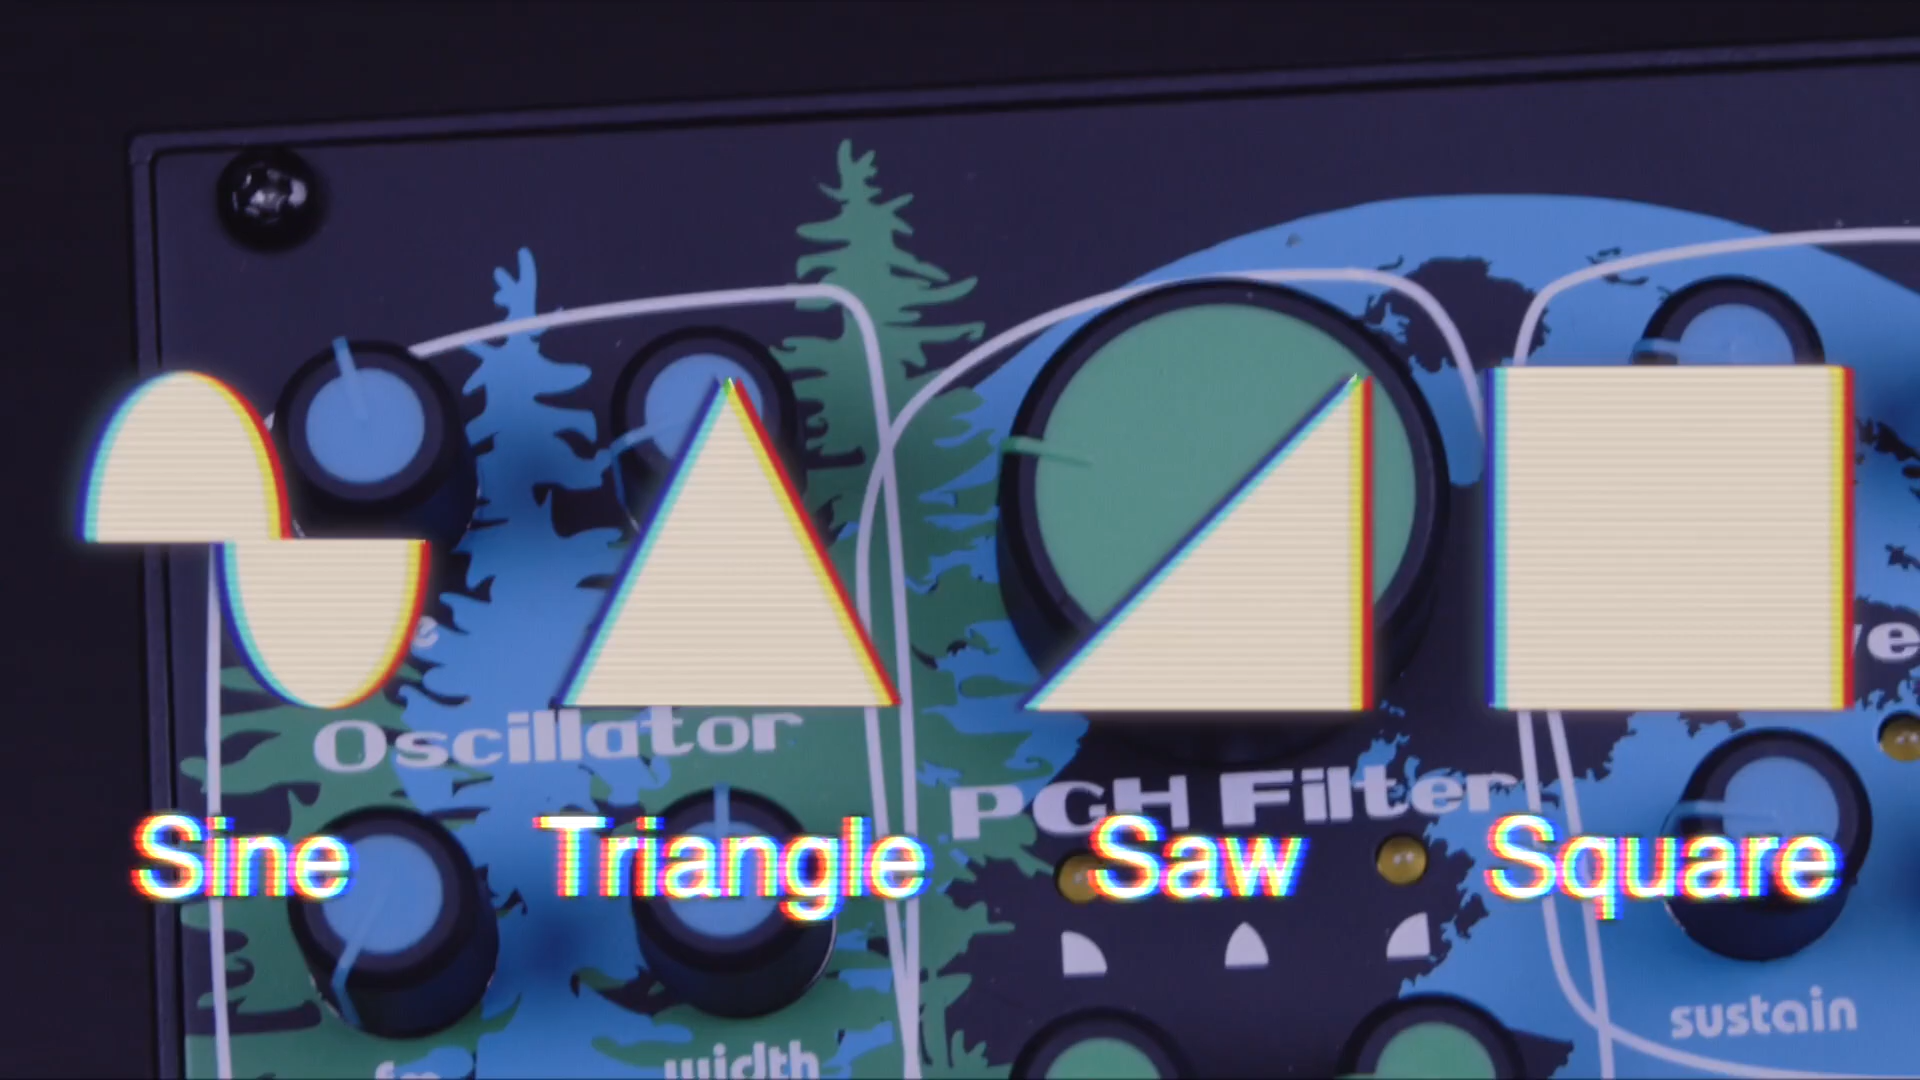 Oscillator
PGH Filter
Sine
Triangle
Saw
Square
sustain
width